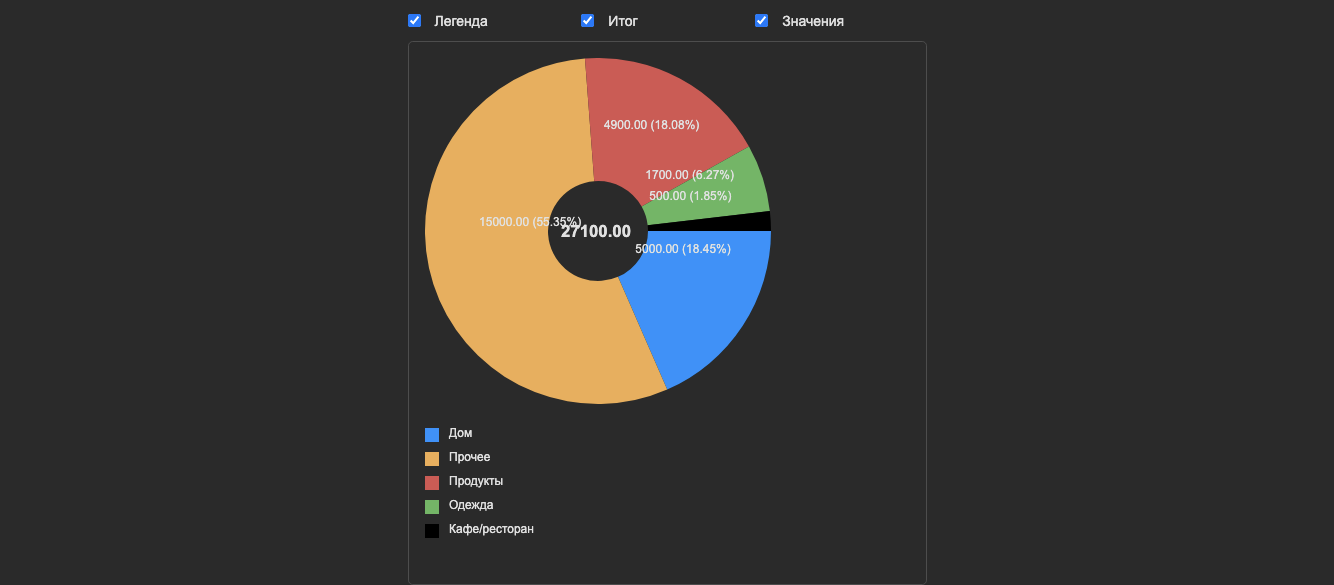 Легенда
Итог
Значения
4900.00 (18.08%)
1700.00 (6.27%)
500.00 (1.85%)
15000.00 (55.35%)
27100.00
5000.00 (18.45%)
Дом
Прочее
Продукты
Одежда
Кафе/ресторан